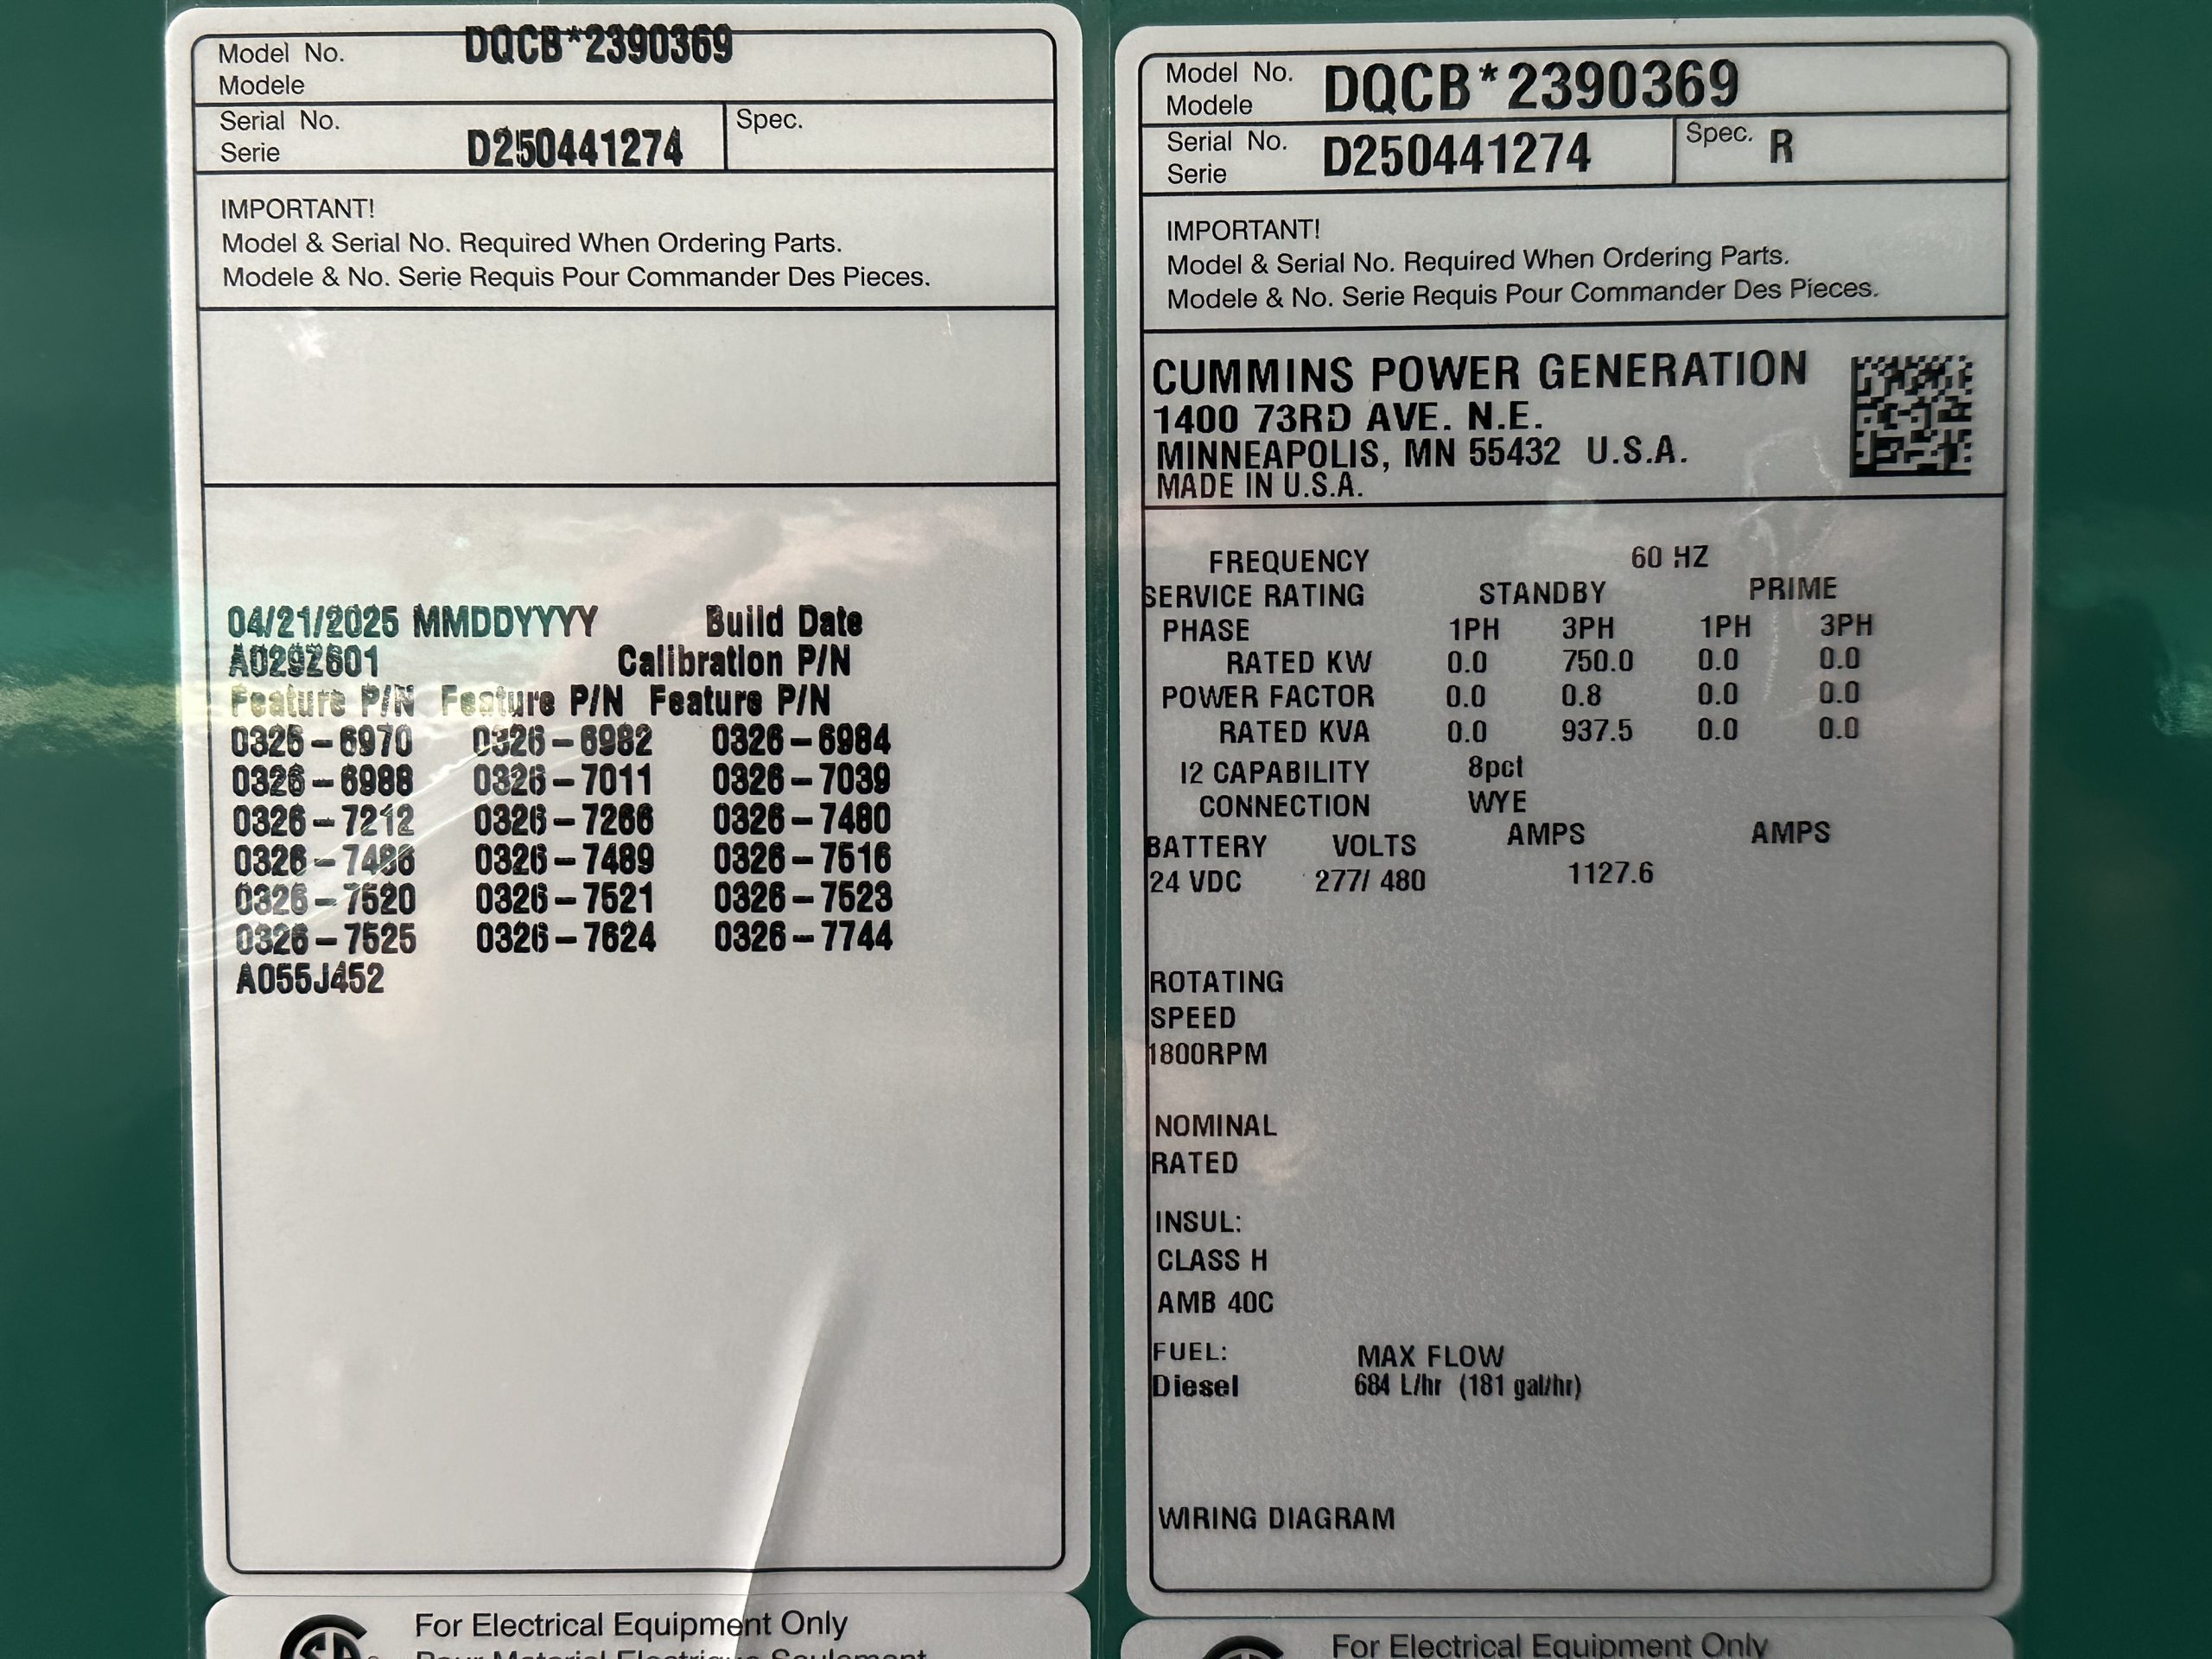 Model No.
Modele
DQCB*2390369
Serial No.
Serie
D250441274
Spec.
IMPORTANT!
Model & Serial No. Required When Ordering Parts.
Modele & No. Serie Requis Pour Commander Des Pieces.
04/21/2025 MMDDYYYY Build Date
A029Z601 Calibration P/N
Feature P/N Feature P/N Feature P/N
0325-6970 0326-6982 0326-6984
0326-6988 0326-7011 0326-7039
0326-7212 0326-7266 0326-7480
0326-7486 0326-7489 0326-7516
0326-7520 0326-7521 0326-7523
0326-7525 0326-7624 0326-7744
A055J452
For Electrical Equipment Only
Pour Materiel Electrique Seulement
Model No.
Modele
DQCB*2390369
Serial No.
Serie
D250441274
Spec. R
IMPORTANT!
Model & Serial No. Required When Ordering Parts.
Modele & No. Serie Requis Pour Commander Des Pieces.
CUMMINS POWER GENERATION
1400 73RD AVE. N.E.
MINNEAPOLIS, MN 55432 U.S.A.
MADE IN U.S.A.
FREQUENCY 60 HZ
SERVICE RATING STANDBY PRIME
PHASE 1PH 3PH 1PH 3PH
RATED KW 0.0 750.0 0.0 0.0
POWER FACTOR 0.0 0.8 0.0 0.0
RATED KVA 0.0 937.5 0.0 0.0
I2 CAPABILITY 8pct
CONNECTION WYE
BATTERY VOLTS AMPS AMPS
24 VDC 277/ 480 1127.6
ROTATING
SPEED
1800RPM
NOMINAL
RATED
INSUL:
CLASS H
AMB 40C
FUEL: MAX FLOW
Diesel 684 L/hr (181 gal/hr)
WIRING DIAGRAM
For Electrical Equipment Only